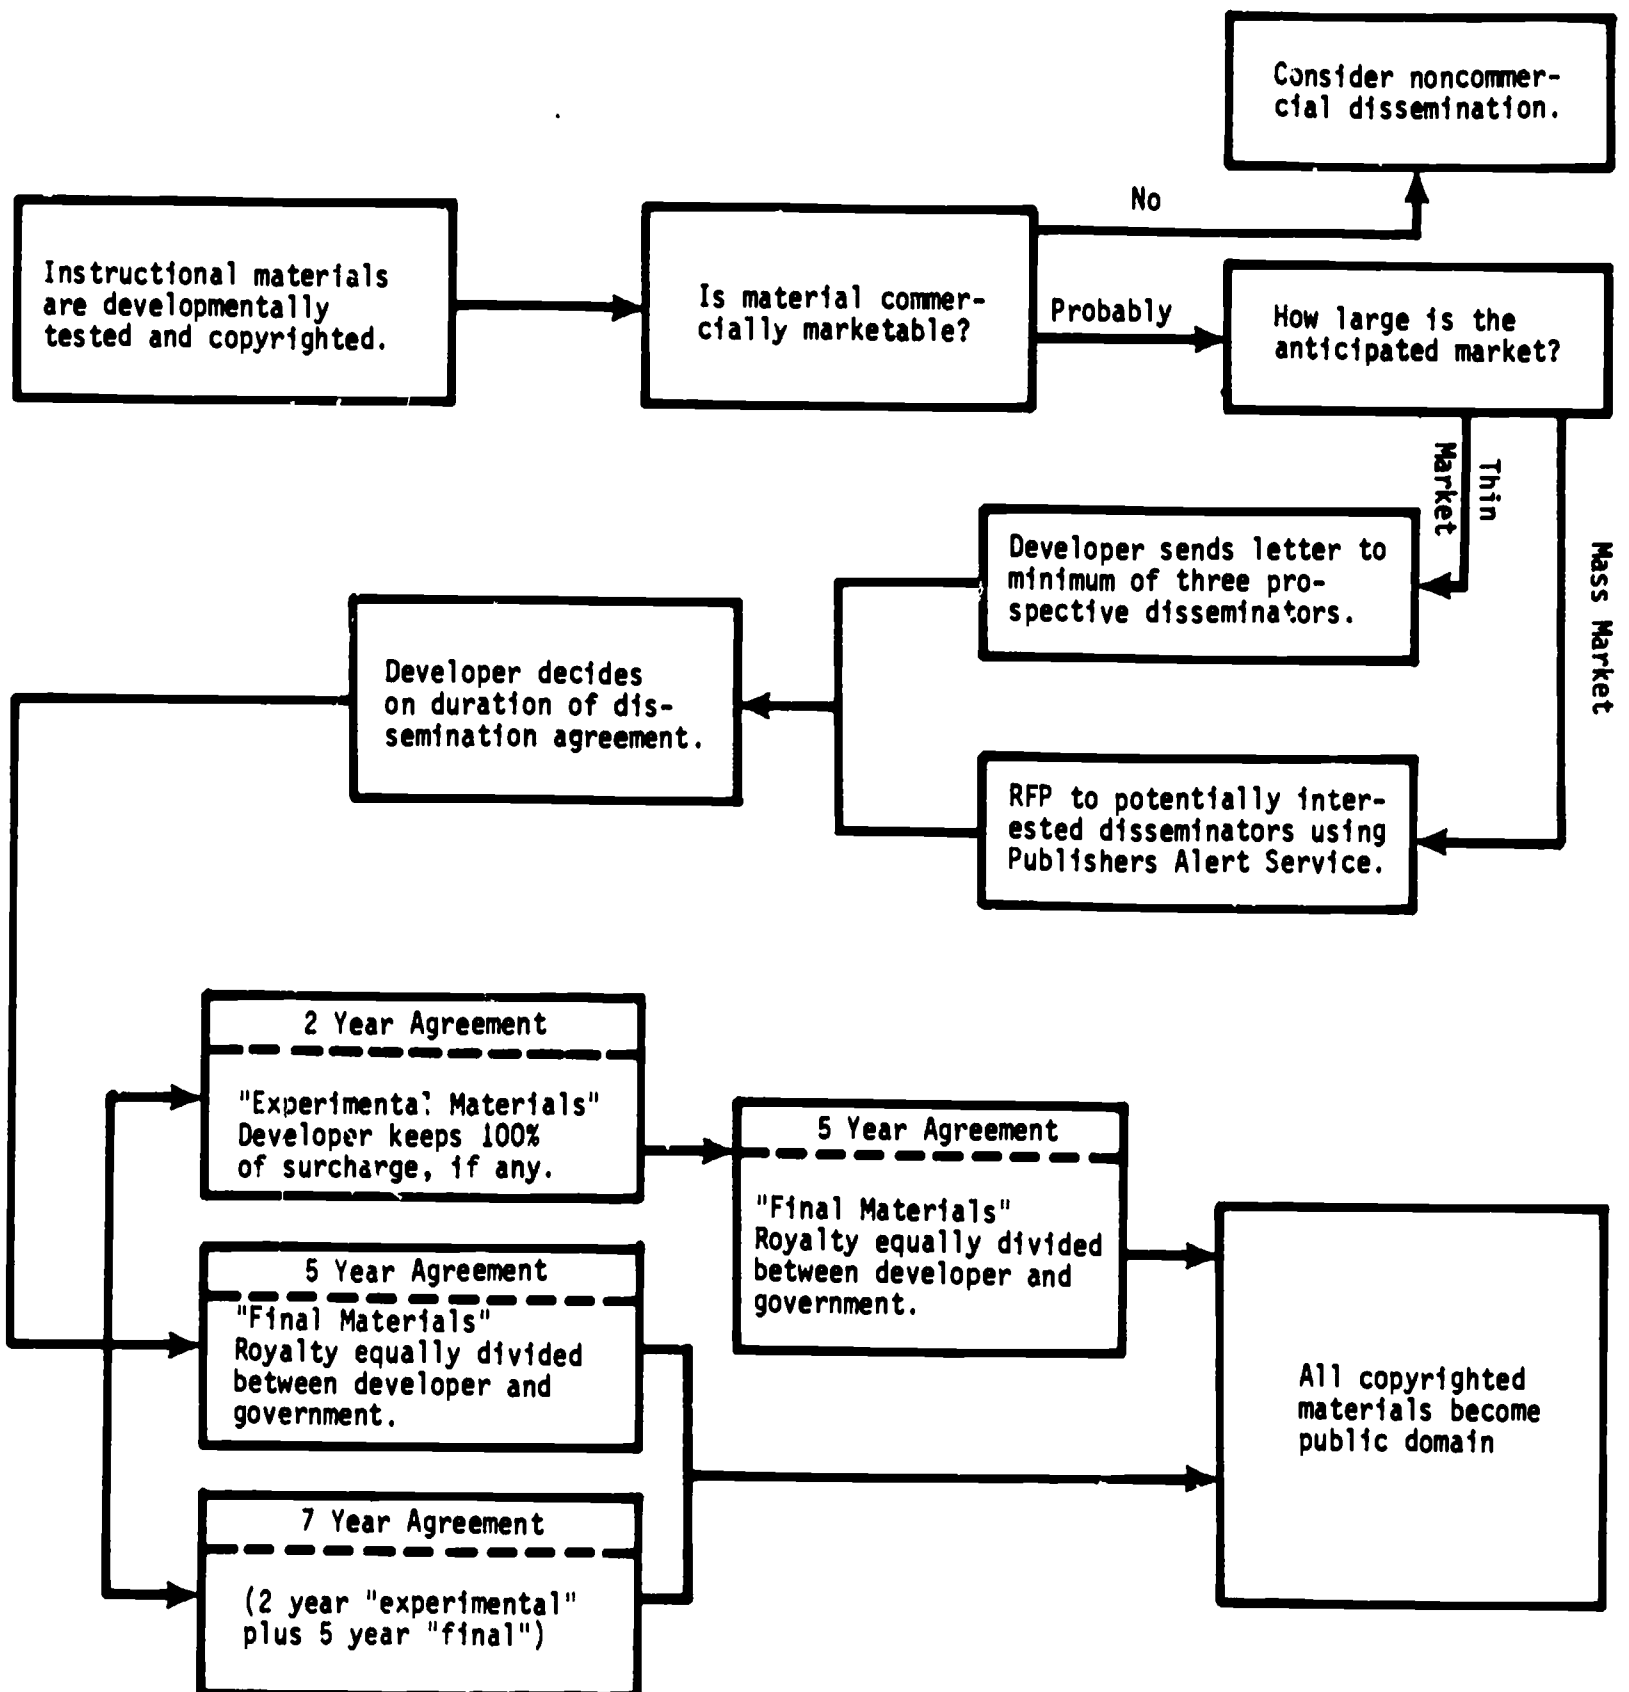 Consider noncommer-
cial dissemination.
No
Instructional materials
are developmentally
tested and copyrighted.
Is material commer-
cially marketable?
Probably
How large is the
anticipated market?
Thin
Market
Mass Market
Developer sends letter to
minimum of three pro-
spective disseminators.
Developer decides
on duration of dis-
semination agreement.
RFP to potentially inter-
ested disseminators using
Publishers Alert Service.
2 Year Agreement
"Experimental Materials"
Developer keeps 100%
of surcharge, if any.
5 Year Agreement
"Final Materials"
Royalty equally divided
between developer and
government.
5 Year Agreement
"Final Materials"
Royalty equally divided
between developer and
government.
All copyrighted
materials become
public domain
7 Year Agreement
(2 year "experimental"
plus 5 year "final")